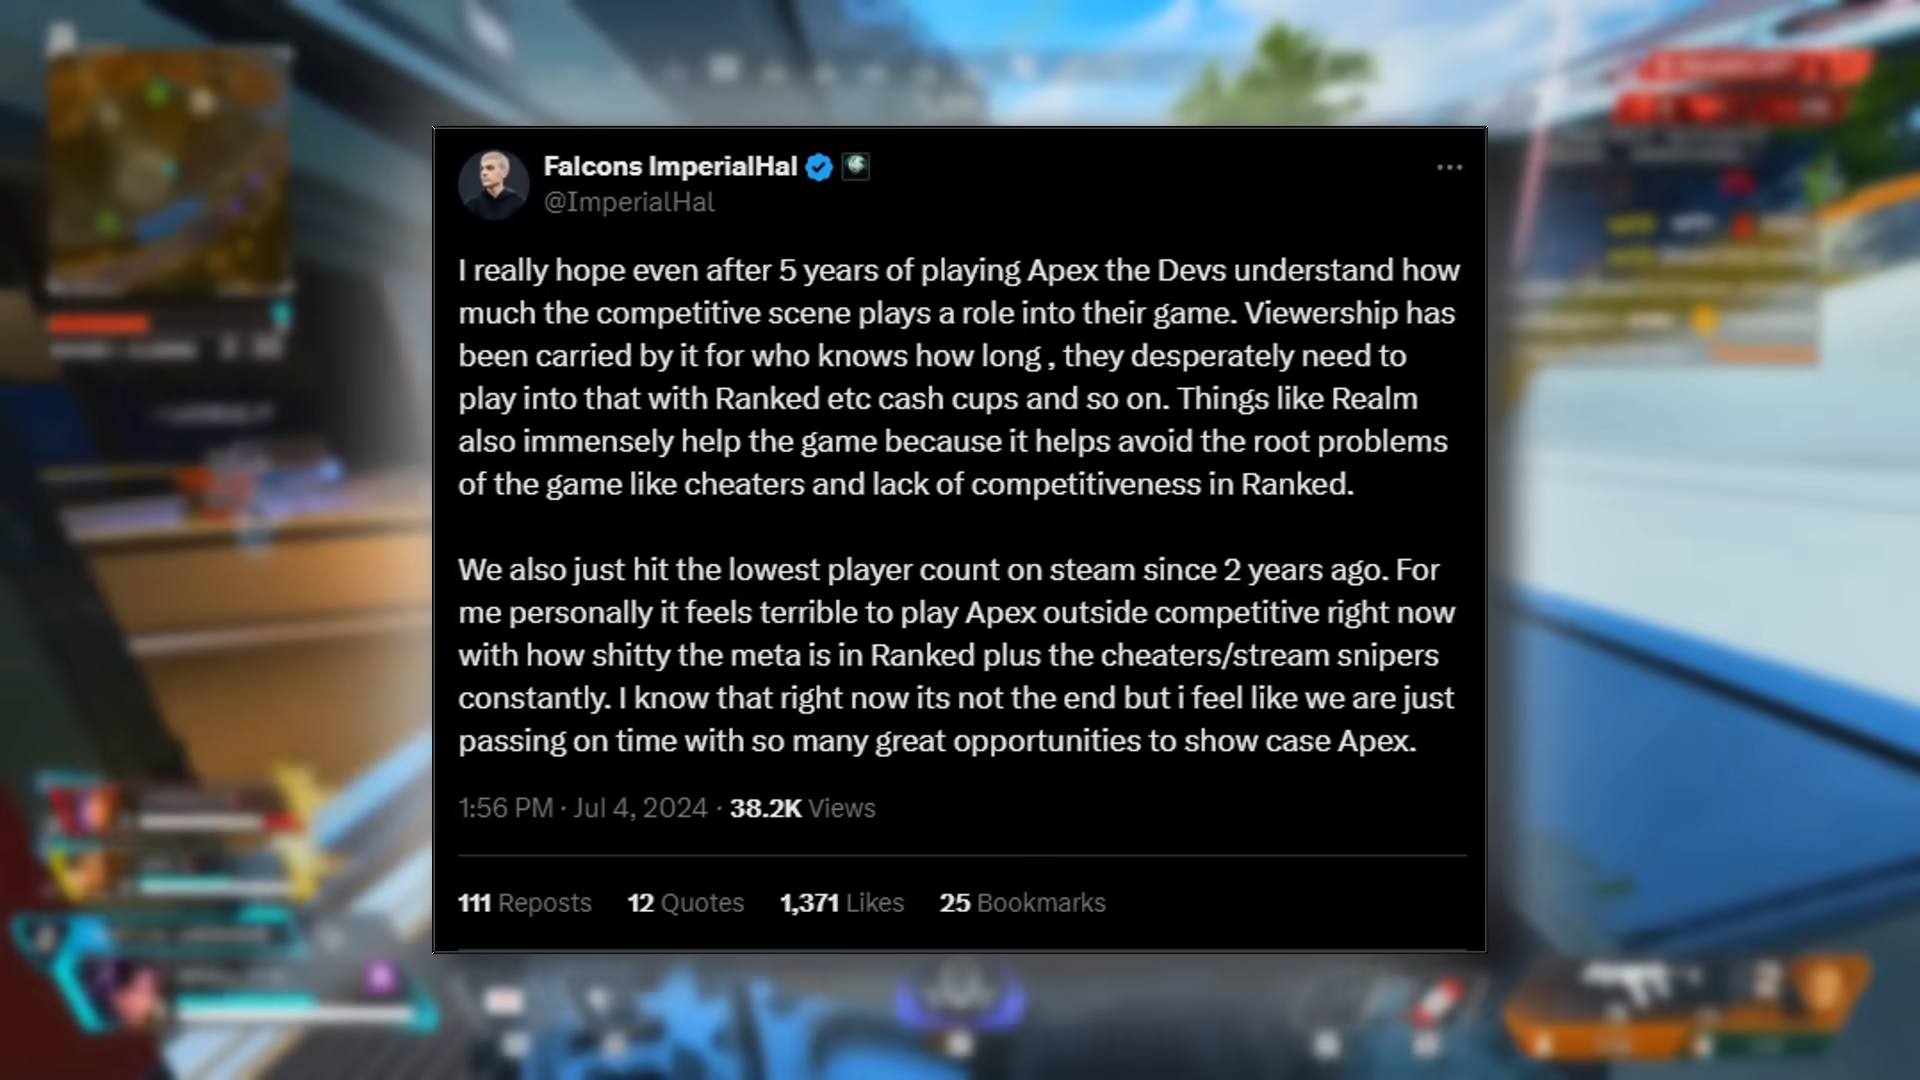 Falcons ImperialHal
@ImperialHal
I really hope even after 5 years of playing Apex the Devs understand how
much the competitive scene plays a role into their game. Viewership has
been carried by it for who knows how long , they desperately need to
play into that with Ranked etc cash cups and so on. Things like Realm
also immensely help the game because it helps avoid the root problems
of the game like cheaters and lack of competitiveness in Ranked.
We also just hit the lowest player count on steam since 2 years ago. For
me personally it feels terrible to play Apex outside competitive right now
with how shitty the meta is in Ranked plus the cheaters/stream snipers
constantly. I know that right now its not the end but i feel like we are just
passing on time with so many great opportunities to show case Apex.
1:56 PM · Jul 4, 2024 · 38.2K Views
111 Reposts 12 Quotes 1,371 Likes 25 Bookmarks